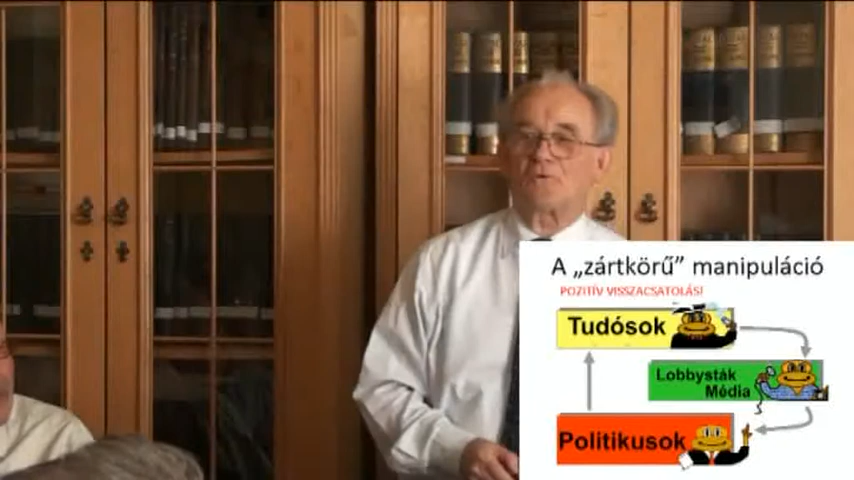 A „zártkörű” manipuláció
POZITÍV VISSZACSATOLÁS!
Tudósok
Lobbysták
Média
Politikusok